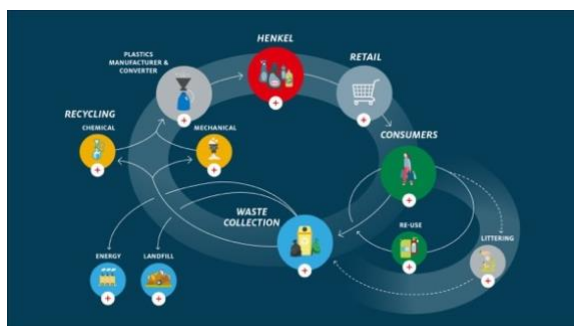 HENKEL
PLASTICS
MANUFACTURER &
CONVERTER
RETAIL
RECYCLING
CHEMICAL
MECHANICAL
CONSUMERS
WASTE
COLLECTION
RE-USE
LITTERING
ENERGY
LANDFILL